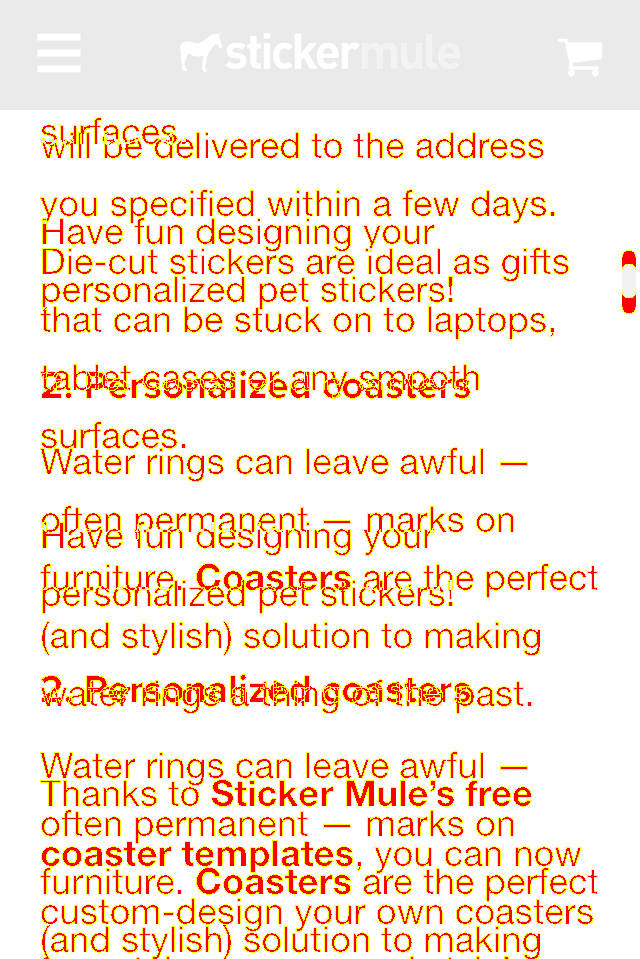 stickermule
surfaces.
will be delivered to the address
you specified within a few days.
Have fun designing your
Die-cut stickers are ideal as gifts
personalized pet stickers!
that can be stuck on to laptops,
tablet cases or any smooth
2. Personalized coasters
surfaces.
Water rings can leave awful —
often permanent — marks on
Have fun designing your
furniture. Coasters are the perfect
personalized pet stickers!
(and stylish) solution to making
2. Personalized coasters
water rings a thing of the past.
Water rings can leave awful —
Thanks to Sticker Mule’s free
often permanent — marks on
coaster templates, you can now
furniture. Coasters are the perfect
custom-design your own coasters
(and stylish) solution to making